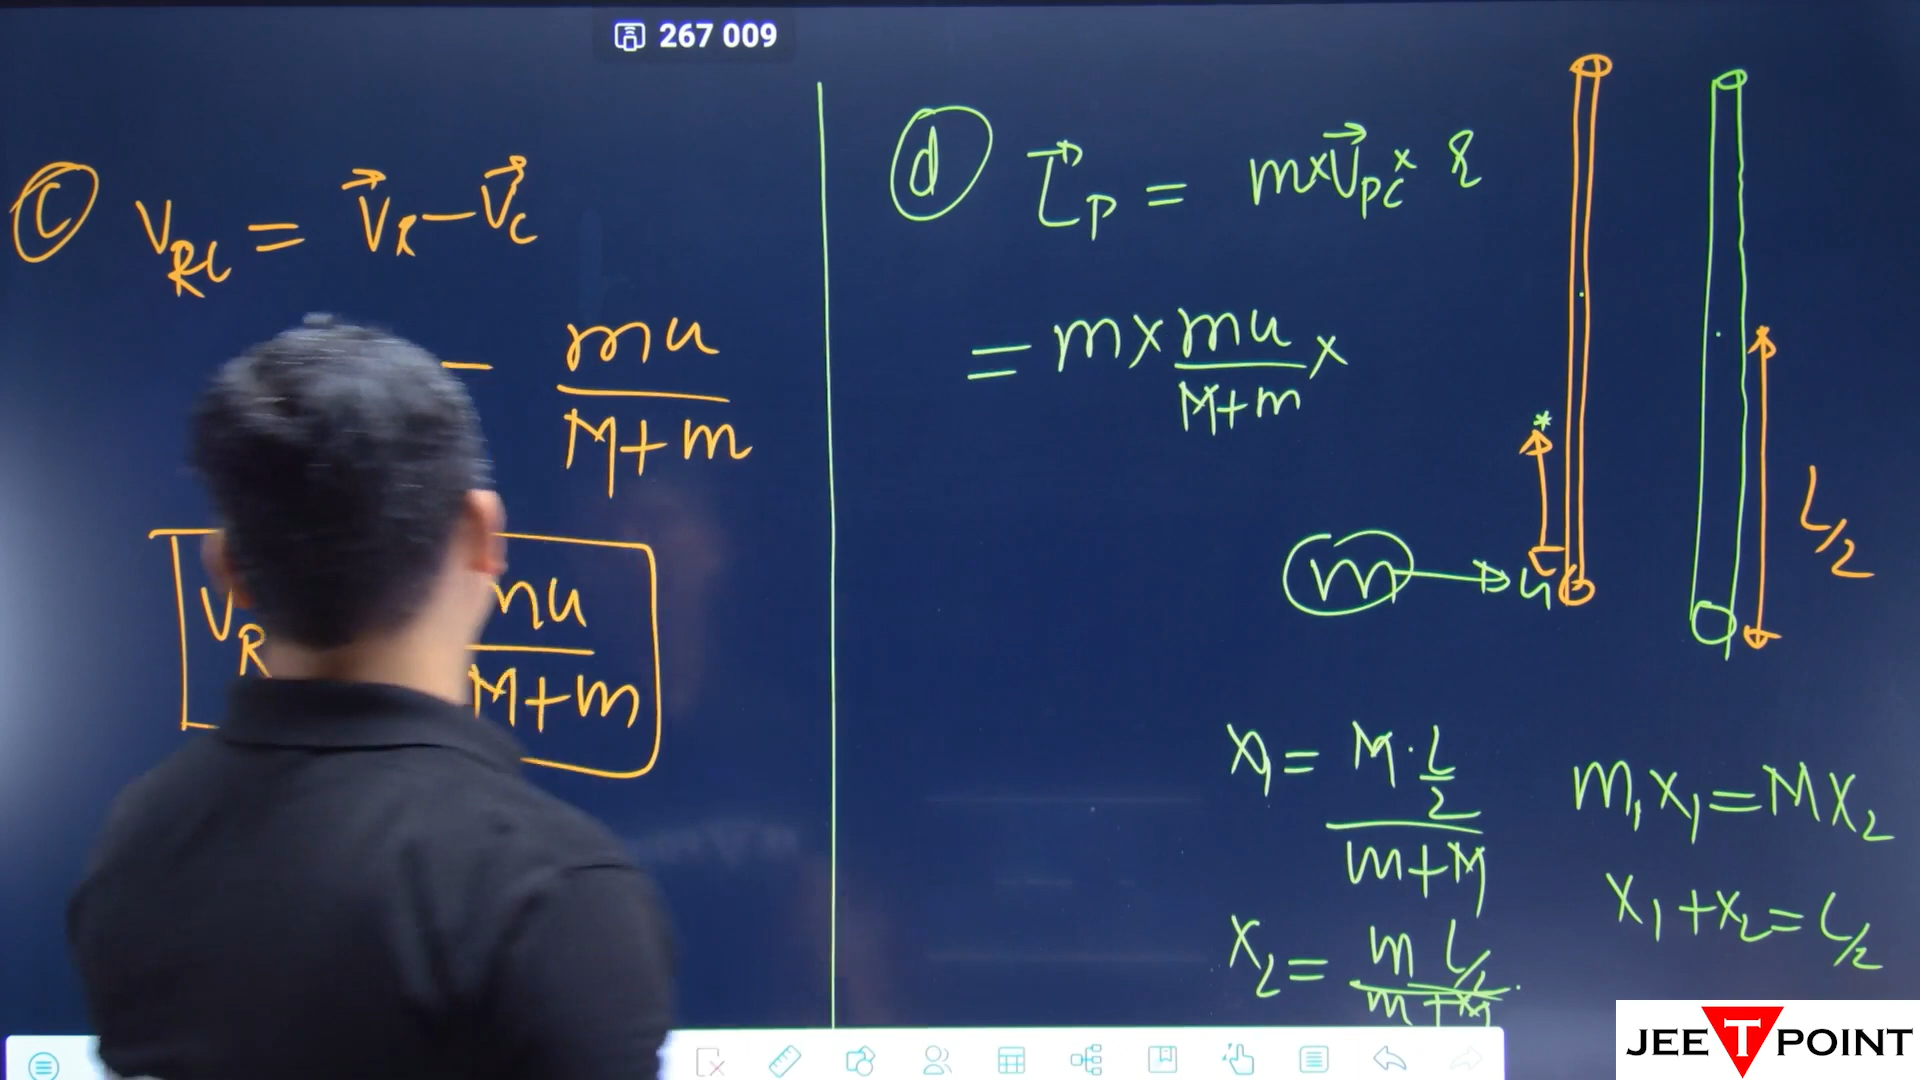 267 009
C
V_RC = V⃗_R − V⃗_C
− mu / M+m
V_R
mu / M+m
d
L⃗_P = m × V⃗_PC × r
= m × mu / M+m ×
m → u
L/2
x₁ = M · L/2 / m+M
m₁x₁ = Mx₂
x₁ + x₂ = L/2
x₂ = m L/2 / m+M
JEE T POINT